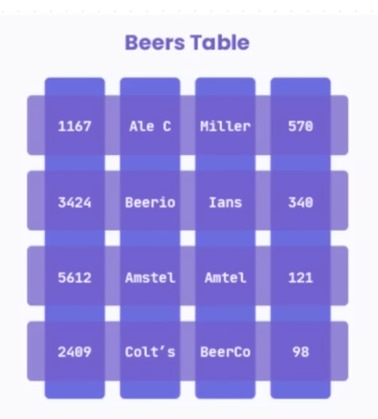 Beers Table
1167 Ale C Miller 570
3424 Beerio Ians 340
5612 Amstel Amtel 121
2409 Colt’s BeerCo 98